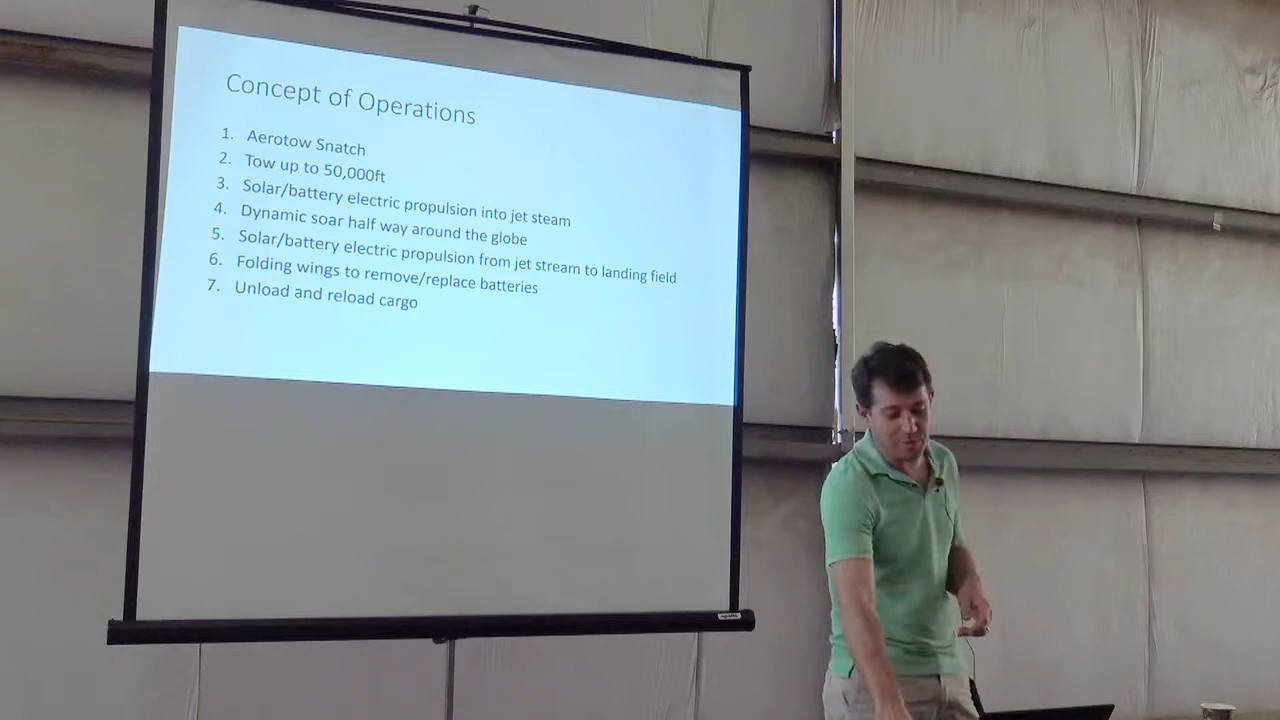 Concept of Operations
1. Aerotow Snatch
2. Tow up to 50,000ft
3. Solar/battery electric propulsion into jet steam
4. Dynamic soar half way around the globe
5. Solar/battery electric propulsion from jet stream to landing field
6. Folding wings to remove/replace batteries
7. Unload and reload cargo